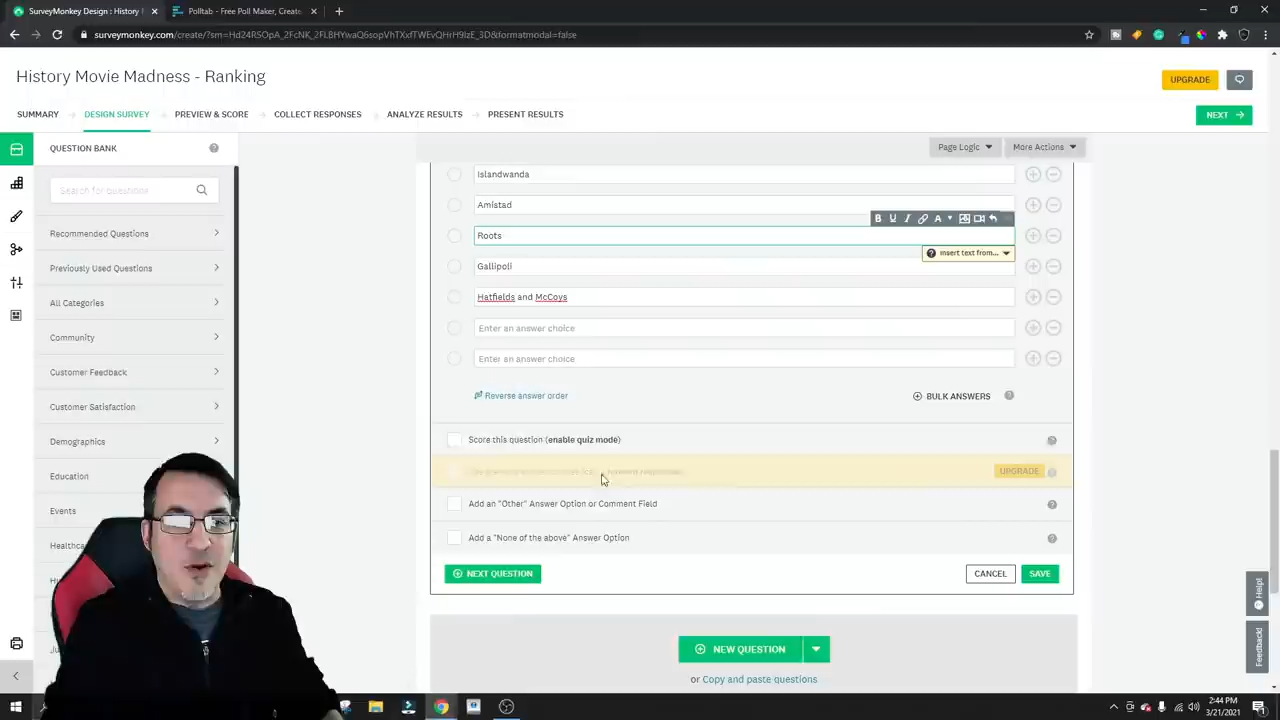 SurveyMonkey Design : History I
Pollab - Free Poll Maker, Create
surveymonkey.com/create/?sm=Hd24RSOpA_2FcNK_2FLBHYwaQ6sopVhTXxfTWEvQHrH9lzE_3D&formatmodal=false
History Movie Madness - Ranking
UPGRADE
SUMMARY
DESIGN SURVEY
PREVIEW & SCORE
COLLECT RESPONSES
ANALYZE RESULTS
PRESENT RESULTS
NEXT
QUESTION BANK
Page Logic
More Actions
Search for questions
Islandwanda
Amistad
B U I A
Roots
Recommended Questions
Insert text from...
Previously Used Questions
Gallipoli
All Categories
Hatfields and McCoys
Community
Enter an answer choice
Customer Feedback
Enter an answer choice
Customer Satisfaction
Reverse answer order
BULK ANSWERS
Demographics
Score this question (enable quiz mode)
Education
UPGRADE
Events
Add an "Other" Answer Option or Comment Field
Add a "None of the above" Answer Option
NEXT QUESTION
CANCEL
SAVE
Help!
Feedback!
NEW QUESTION
or Copy and paste questions
2:44 PM
3/21/2021